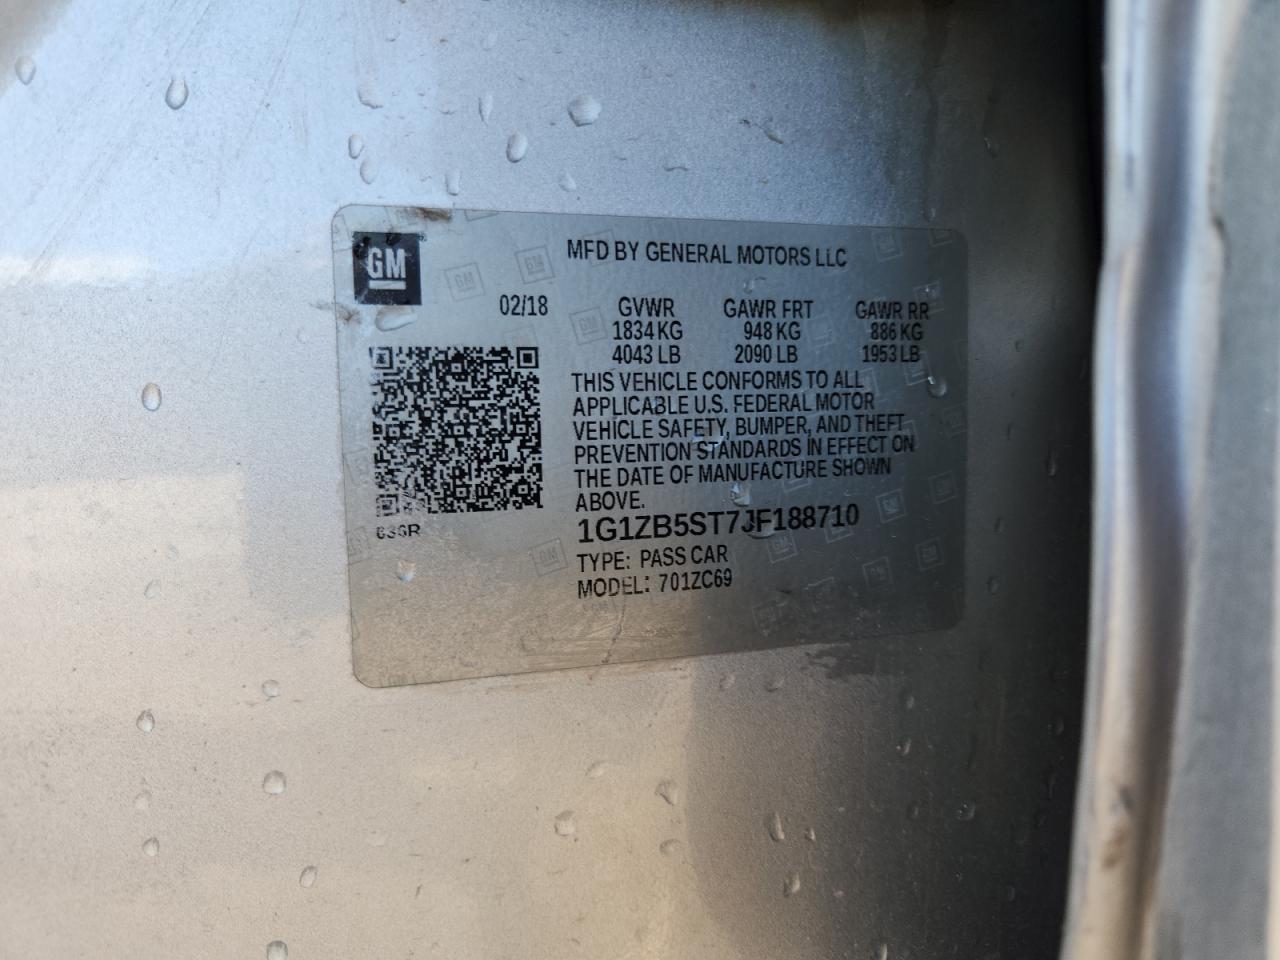 GM
MFD BY GENERAL MOTORS LLC
02/18 GVWR GAWR FRT GAWR RR
1834 KG 948 KG 886 KG
4043 LB 2090 LB 1953 LB
THIS VEHICLE CONFORMS TO ALL
APPLICABLE U.S. FEDERAL MOTOR
VEHICLE SAFETY, BUMPER, AND THEFT
PREVENTION STANDARDS IN EFFECT ON
THE DATE OF MANUFACTURE SHOWN
ABOVE.
1G1ZB5ST7JF188710
TYPE: PASS CAR
MODEL: 701ZC69